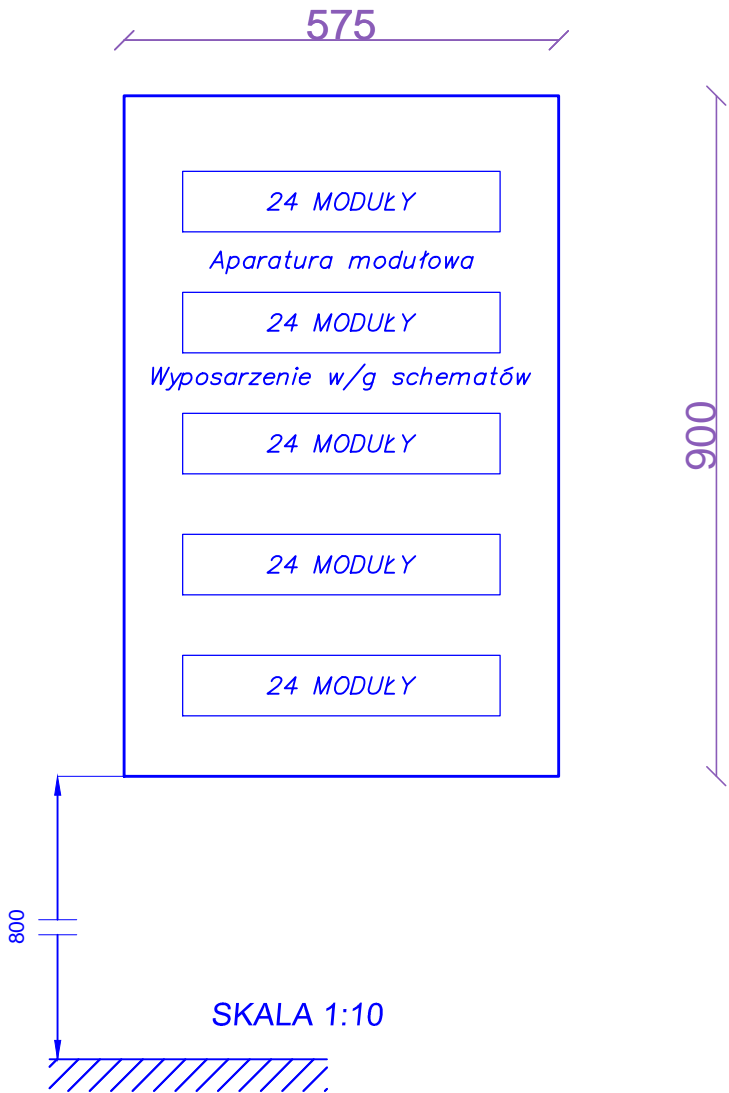 575
24 MODUŁY
Aparatura modułowa
24 MODUŁY
Wyposarzenie w/g schematów
24 MODUŁY
900
24 MODUŁY
24 MODUŁY
800
SKALA 1:10